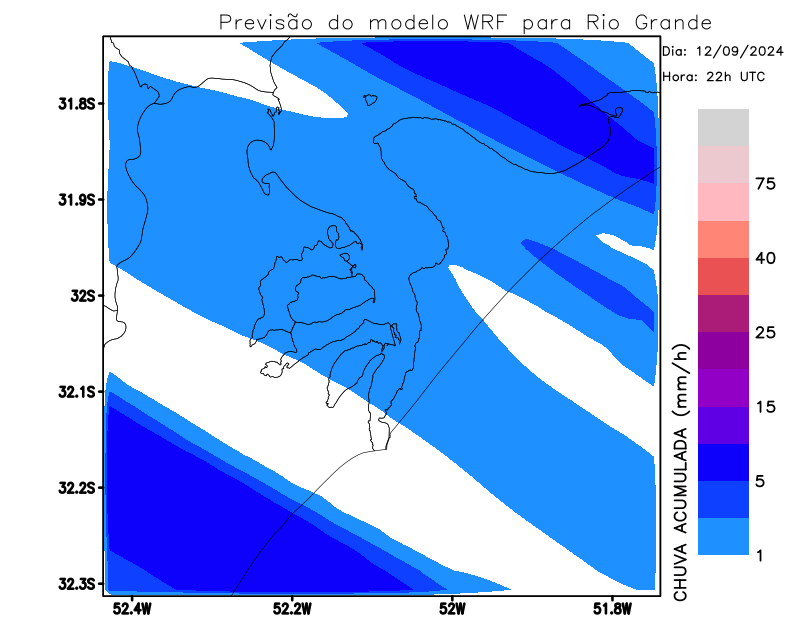 Previsão do modelo WRF para Rio Grande
Dia: 12/09/2024
Hora: 22h UTC
31.8S
31.9S
32S
32.1S
32.2S
32.3S
52.4W
52.2W
52W
51.8W
75
40
25
15
5
1
CHUVA ACUMULADA (mm/h)